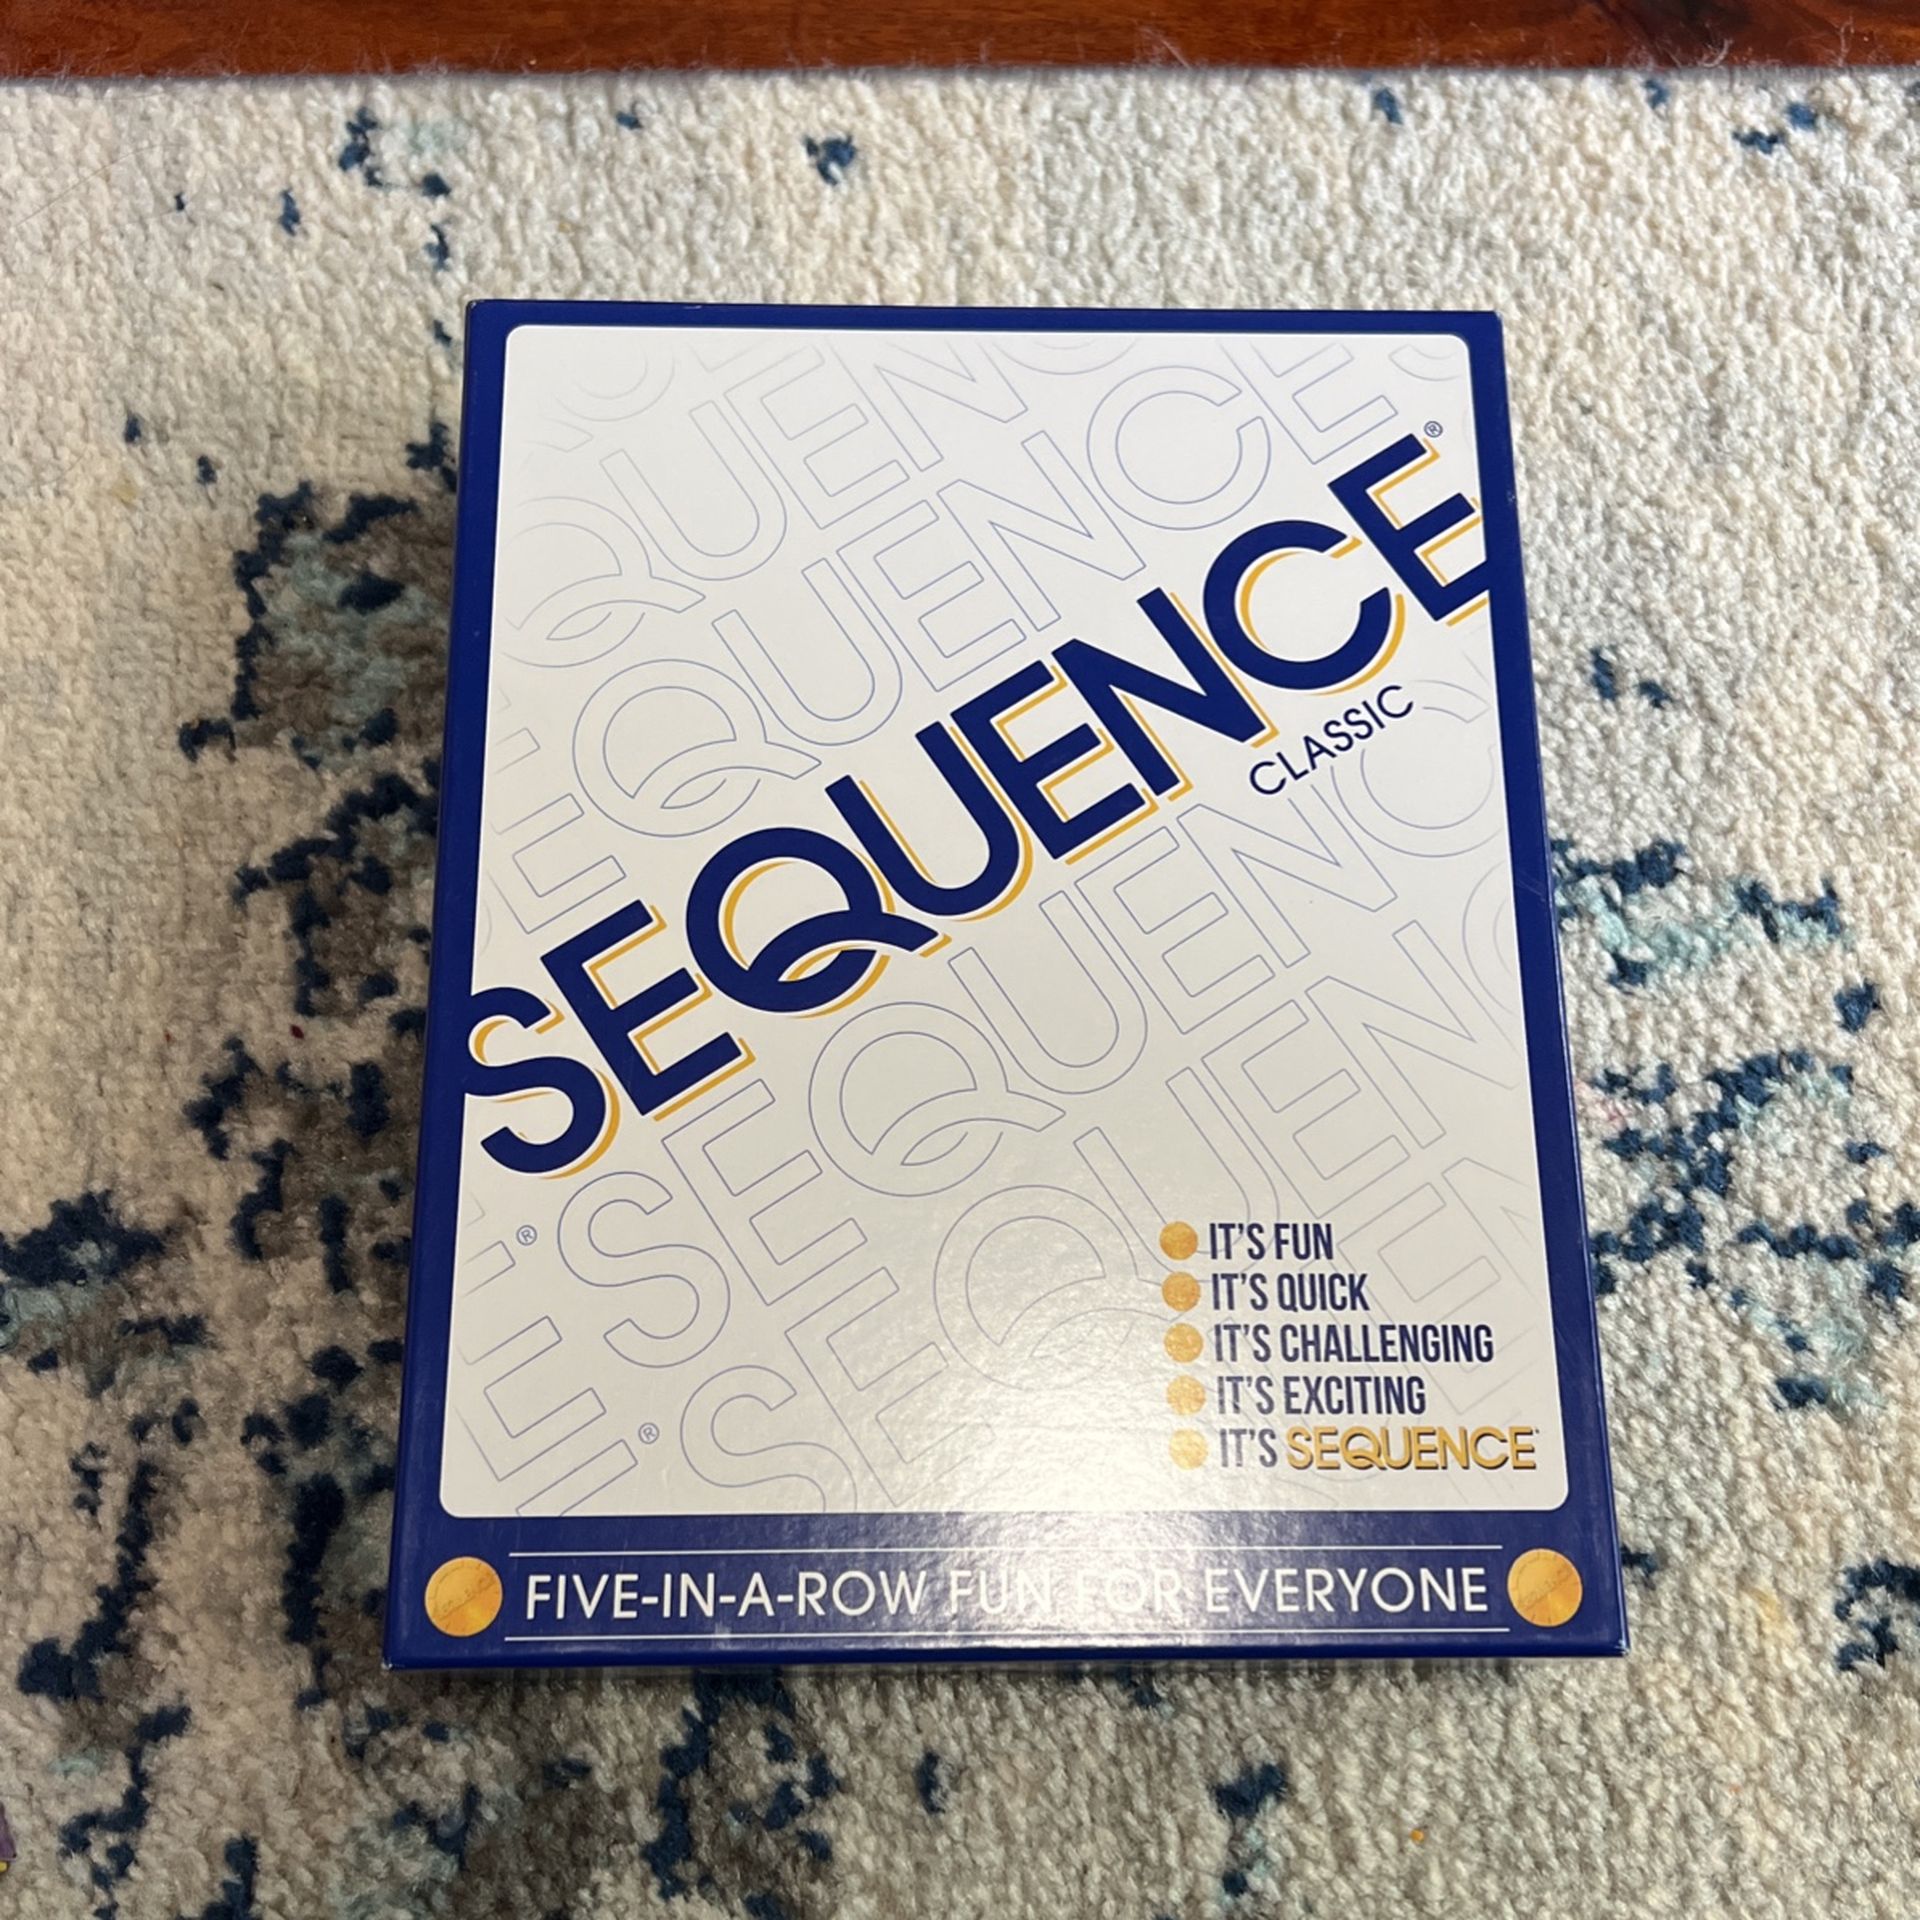 SEQUENCE®
CLASSIC
IT'S FUN
IT'S QUICK
IT'S CHALLENGING
IT'S EXCITING
IT'S SEQUENCE
FIVE-IN-A-ROW FUN FOR EVERYONE